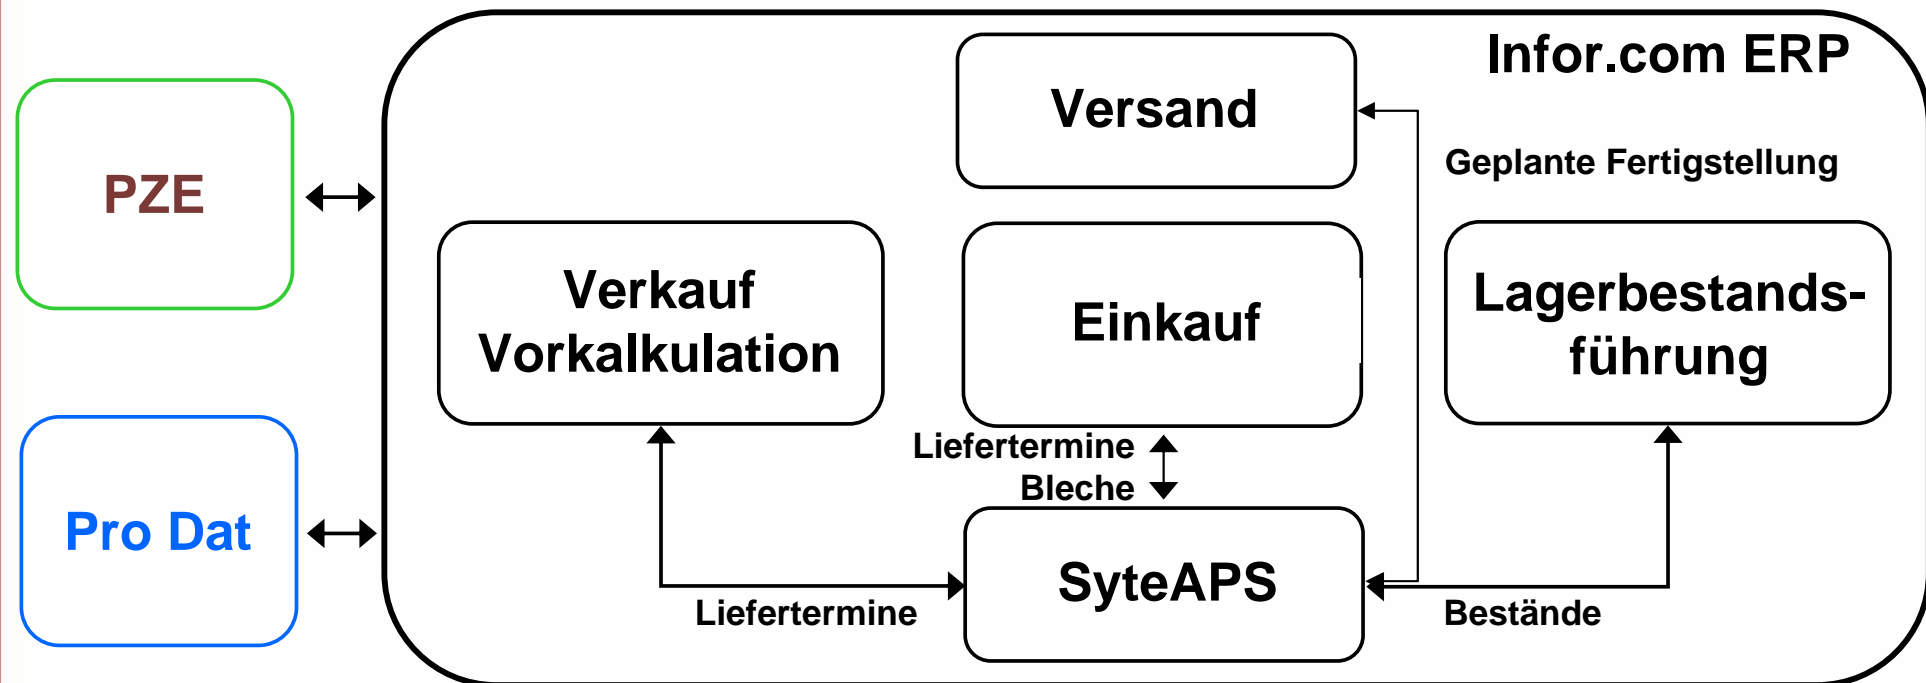 Infor.com ERP
Versand
Geplante Fertigstellung
PZE
Verkauf
Vorkalkulation
Einkauf
Lagerbestands-
führung
Liefertermine
Bleche
Pro Dat
SyteAPS
Liefertermine
Bestände